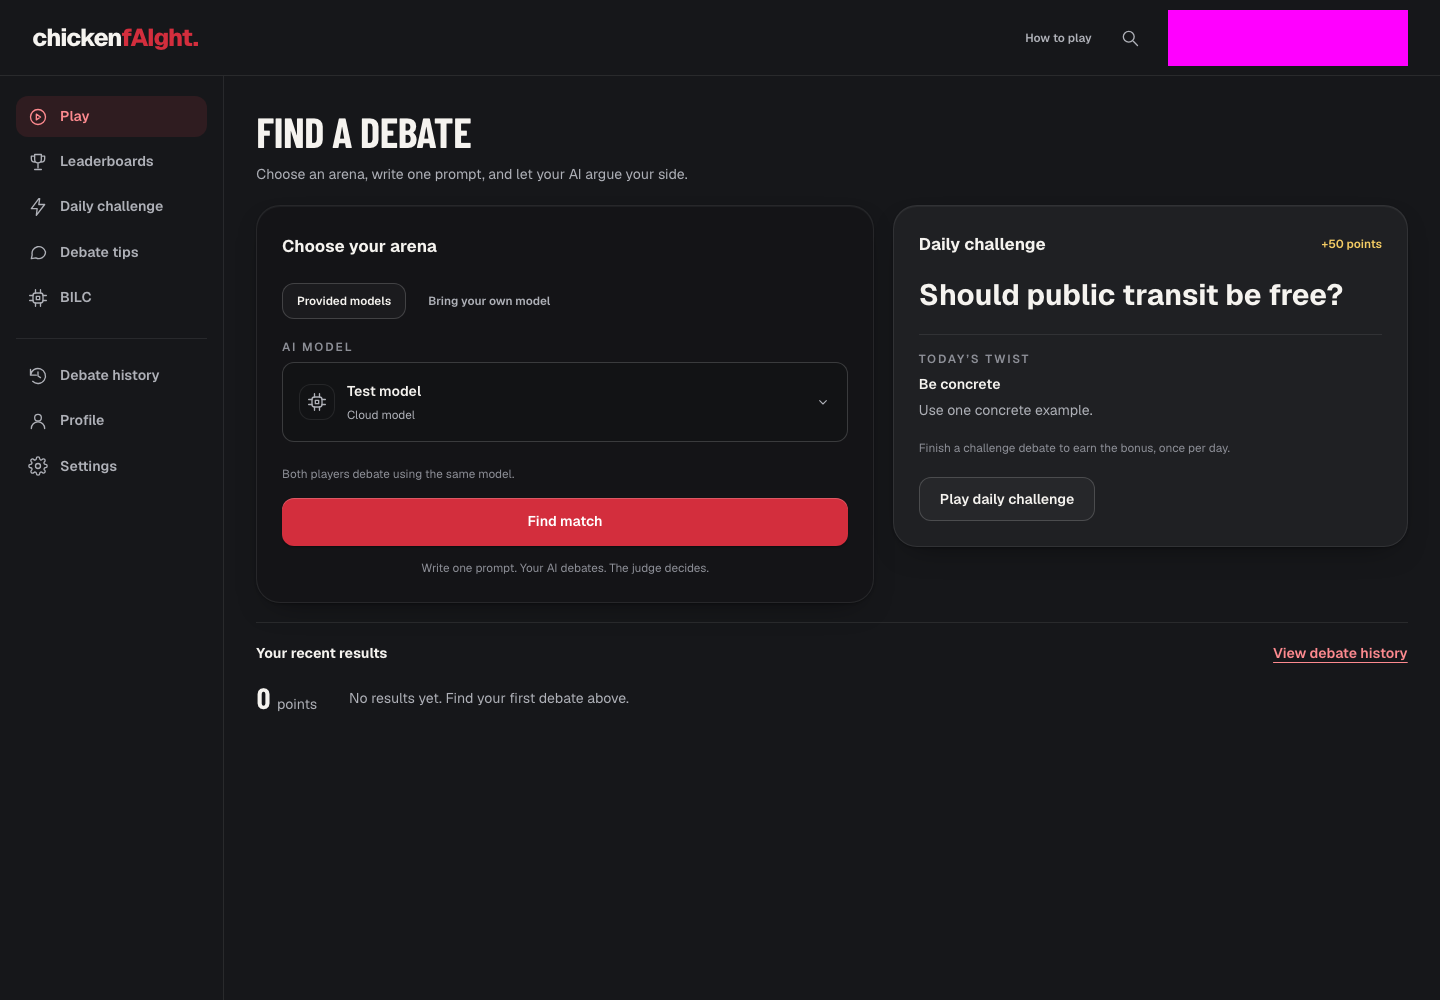 chickenfAIght.
How to play
Play
Leaderboards
Daily challenge
Debate tips
BILC
Debate history
Profile
Settings
FIND A DEBATE
Choose an arena, write one prompt, and let your AI argue your side.
Choose your arena
Provided models
Bring your own model
AI MODEL
Test model
Cloud model
Both players debate using the same model.
Find match
Write one prompt. Your AI debates. The judge decides.
Daily challenge
+50 points
Should public transit be free?
TODAY'S TWIST
Be concrete
Use one concrete example.
Finish a challenge debate to earn the bonus, once per day.
Play daily challenge
Your recent results
View debate history
0 points
No results yet. Find your first debate above.